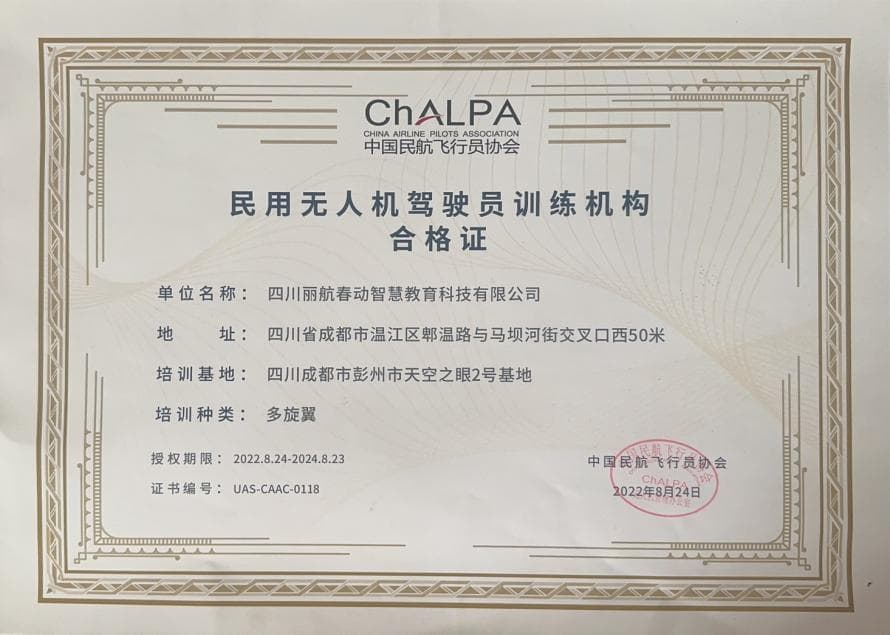 ChALPA
CHINA AIRLINE PILOTS ASSOCIATION
中国民航飞行员协会
民用无人机驾驶员训练机构
合格证
单位名称： 四川丽航春动智慧教育科技有限公司
地 址： 四川省成都市温江区郫温路与马坝河街交叉口西50米
培训基地： 四川成都市彭州市天空之眼2号基地
培训种类： 多旋翼
授权期限： 2022.8.24-2024.8.23
证书编号： UAS-CAAC-0118
中国民航飞行员协会
ChALPA
2022年8月24日